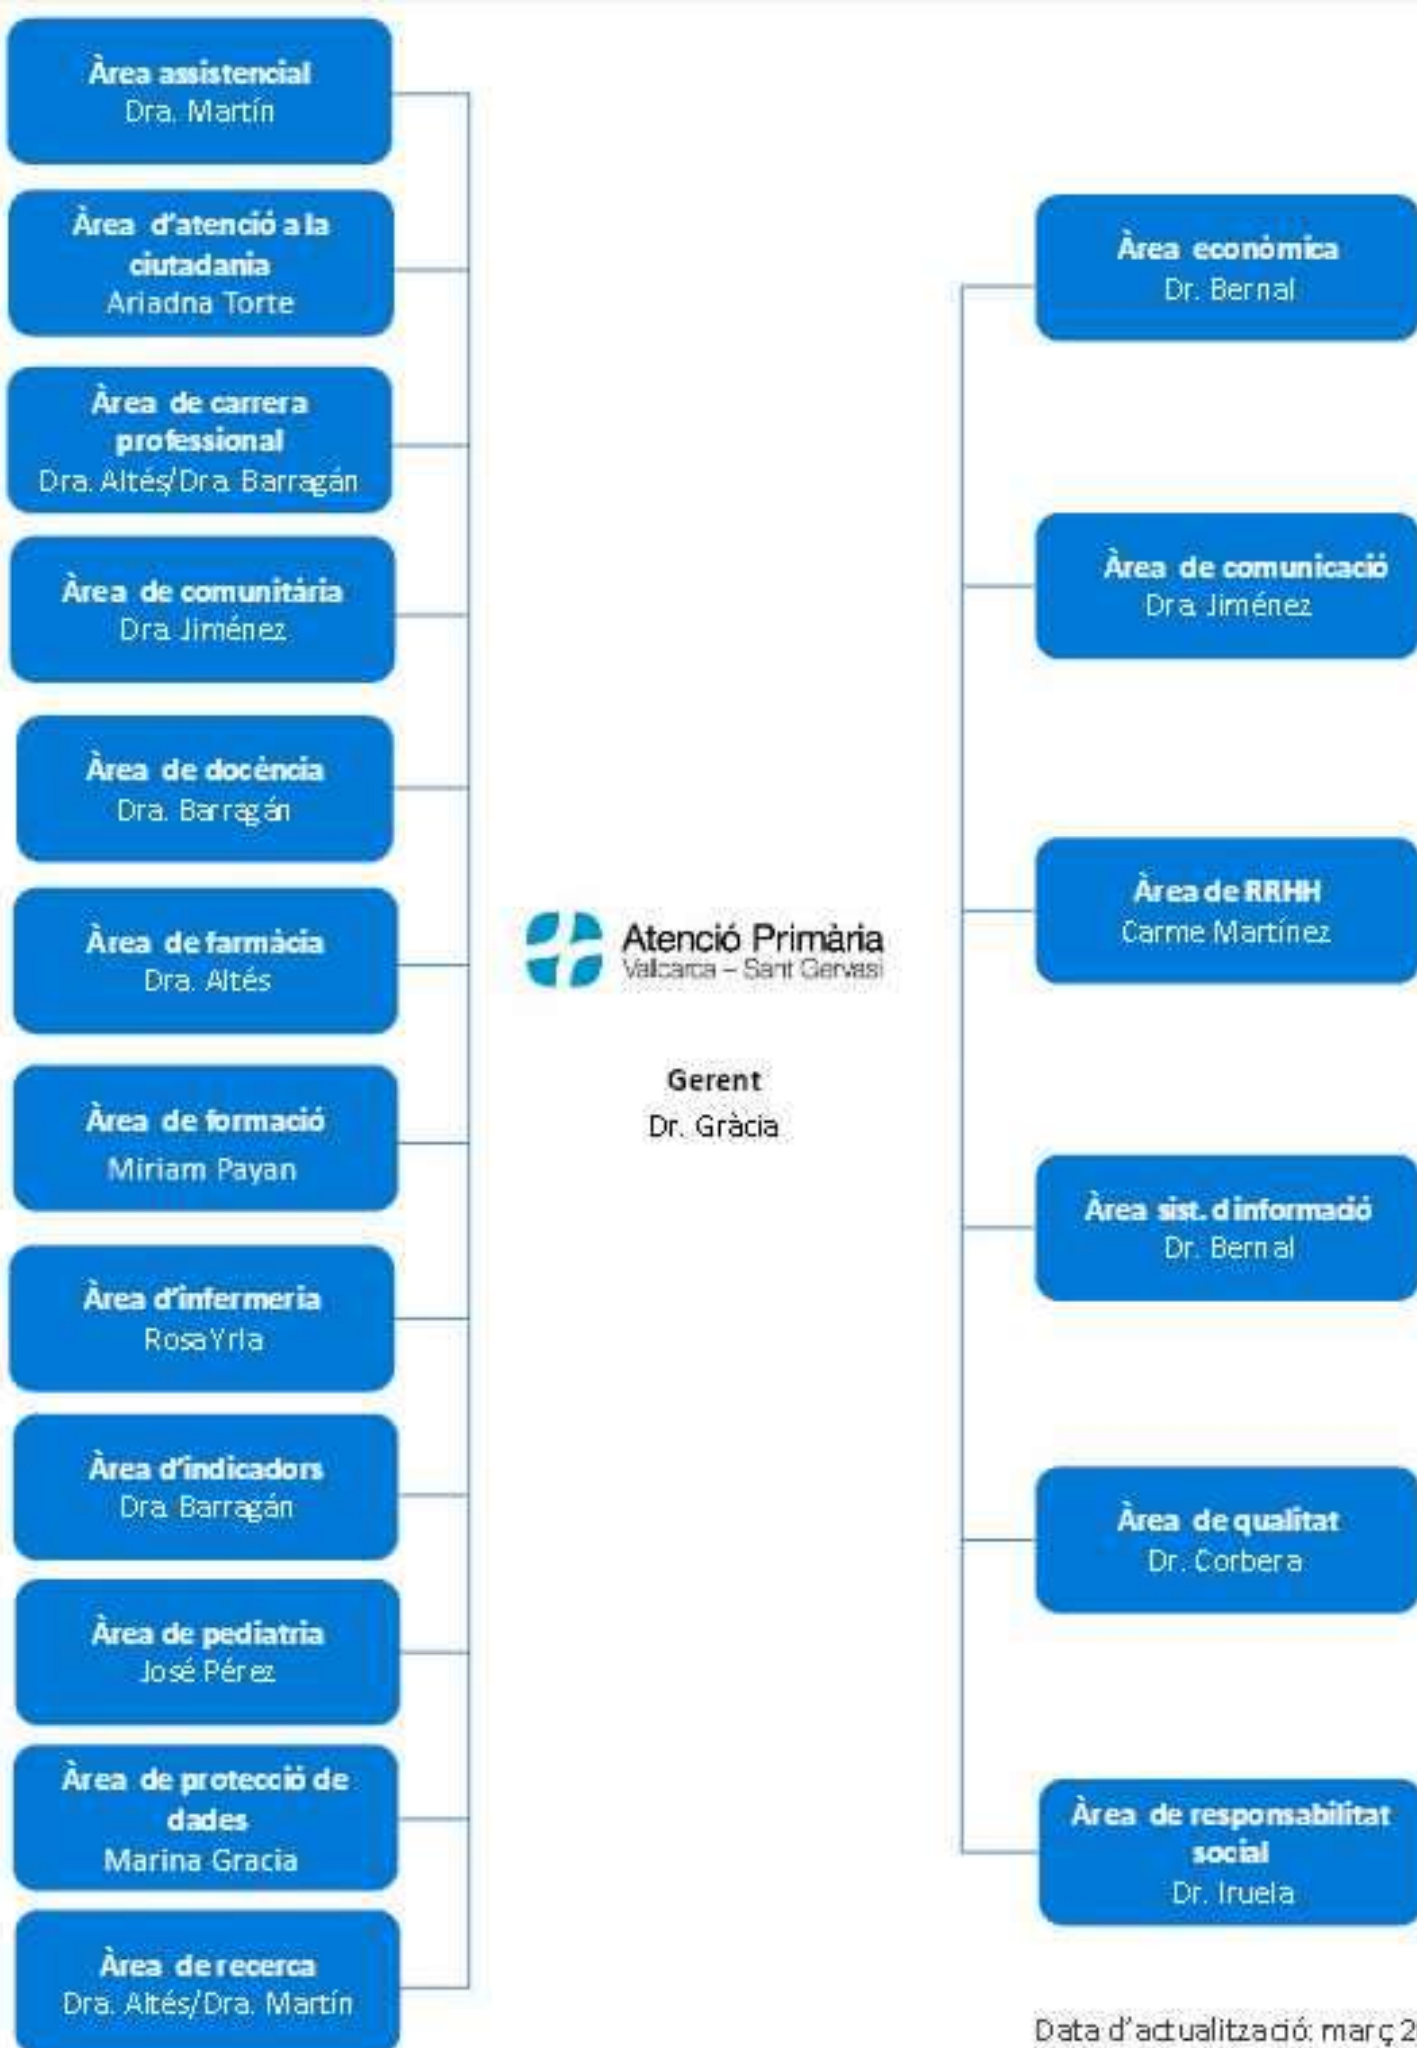 Àrea assistencial
Dra. Martín
Àrea d'atenció a la
ciutadania
Ariadna Torte
Àrea de carrera
professional
Dra. Altés/Dra. Barragán
Àrea de comunitària
Dra. Jiménez
Àrea de docència
Dra. Barragán
Àrea de farmàcia
Dra. Altés
Àrea de formació
Miriam Payan
Àrea d'infermeria
Rosa Yrla
Àrea d'indicadors
Dra. Barragán
Àrea de pediatria
José Pérez
Àrea de protecció de
dades
Marina Gracia
Àrea de recerca
Dra. Altés/Dra. Martín
Atenció Primària
Vallcarca – Sant Gervasi
Gerent
Dr. Gràcia
Àrea econòmica
Dr. Bernal
Àrea de comunicació
Dra. Jiménez
Àrea de RRHH
Carme Martínez
Àrea sist. d'informació
Dr. Bernal
Àrea de qualitat
Dr. Corbera
Àrea de responsabilitat
social
Dr. Iruela
Data d'actualització: març 2